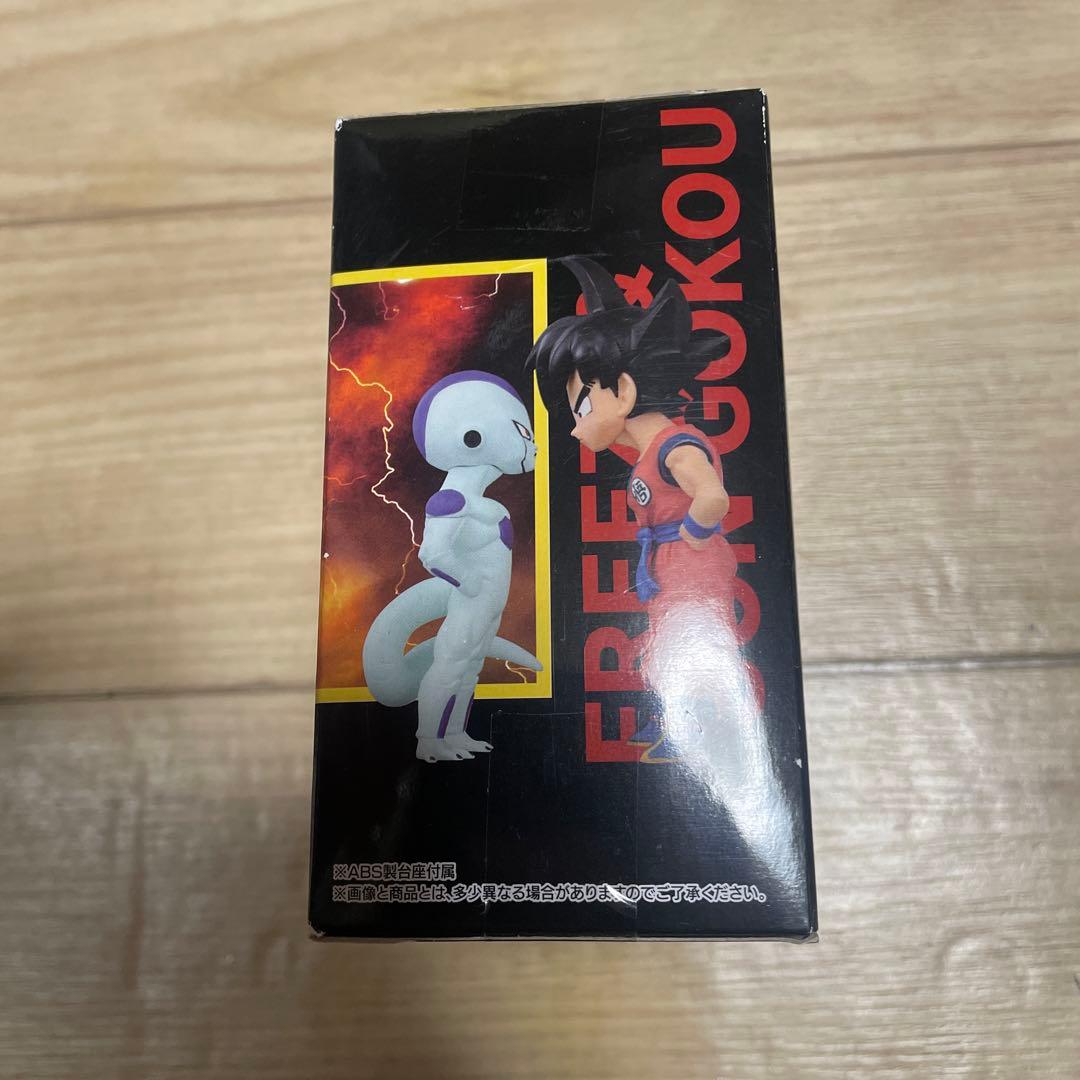 FREEZA &
SON GOKOU
悟
※ABS製台座付属
※画像と商品とは、多少異なる場合がありますのでご了承ください。